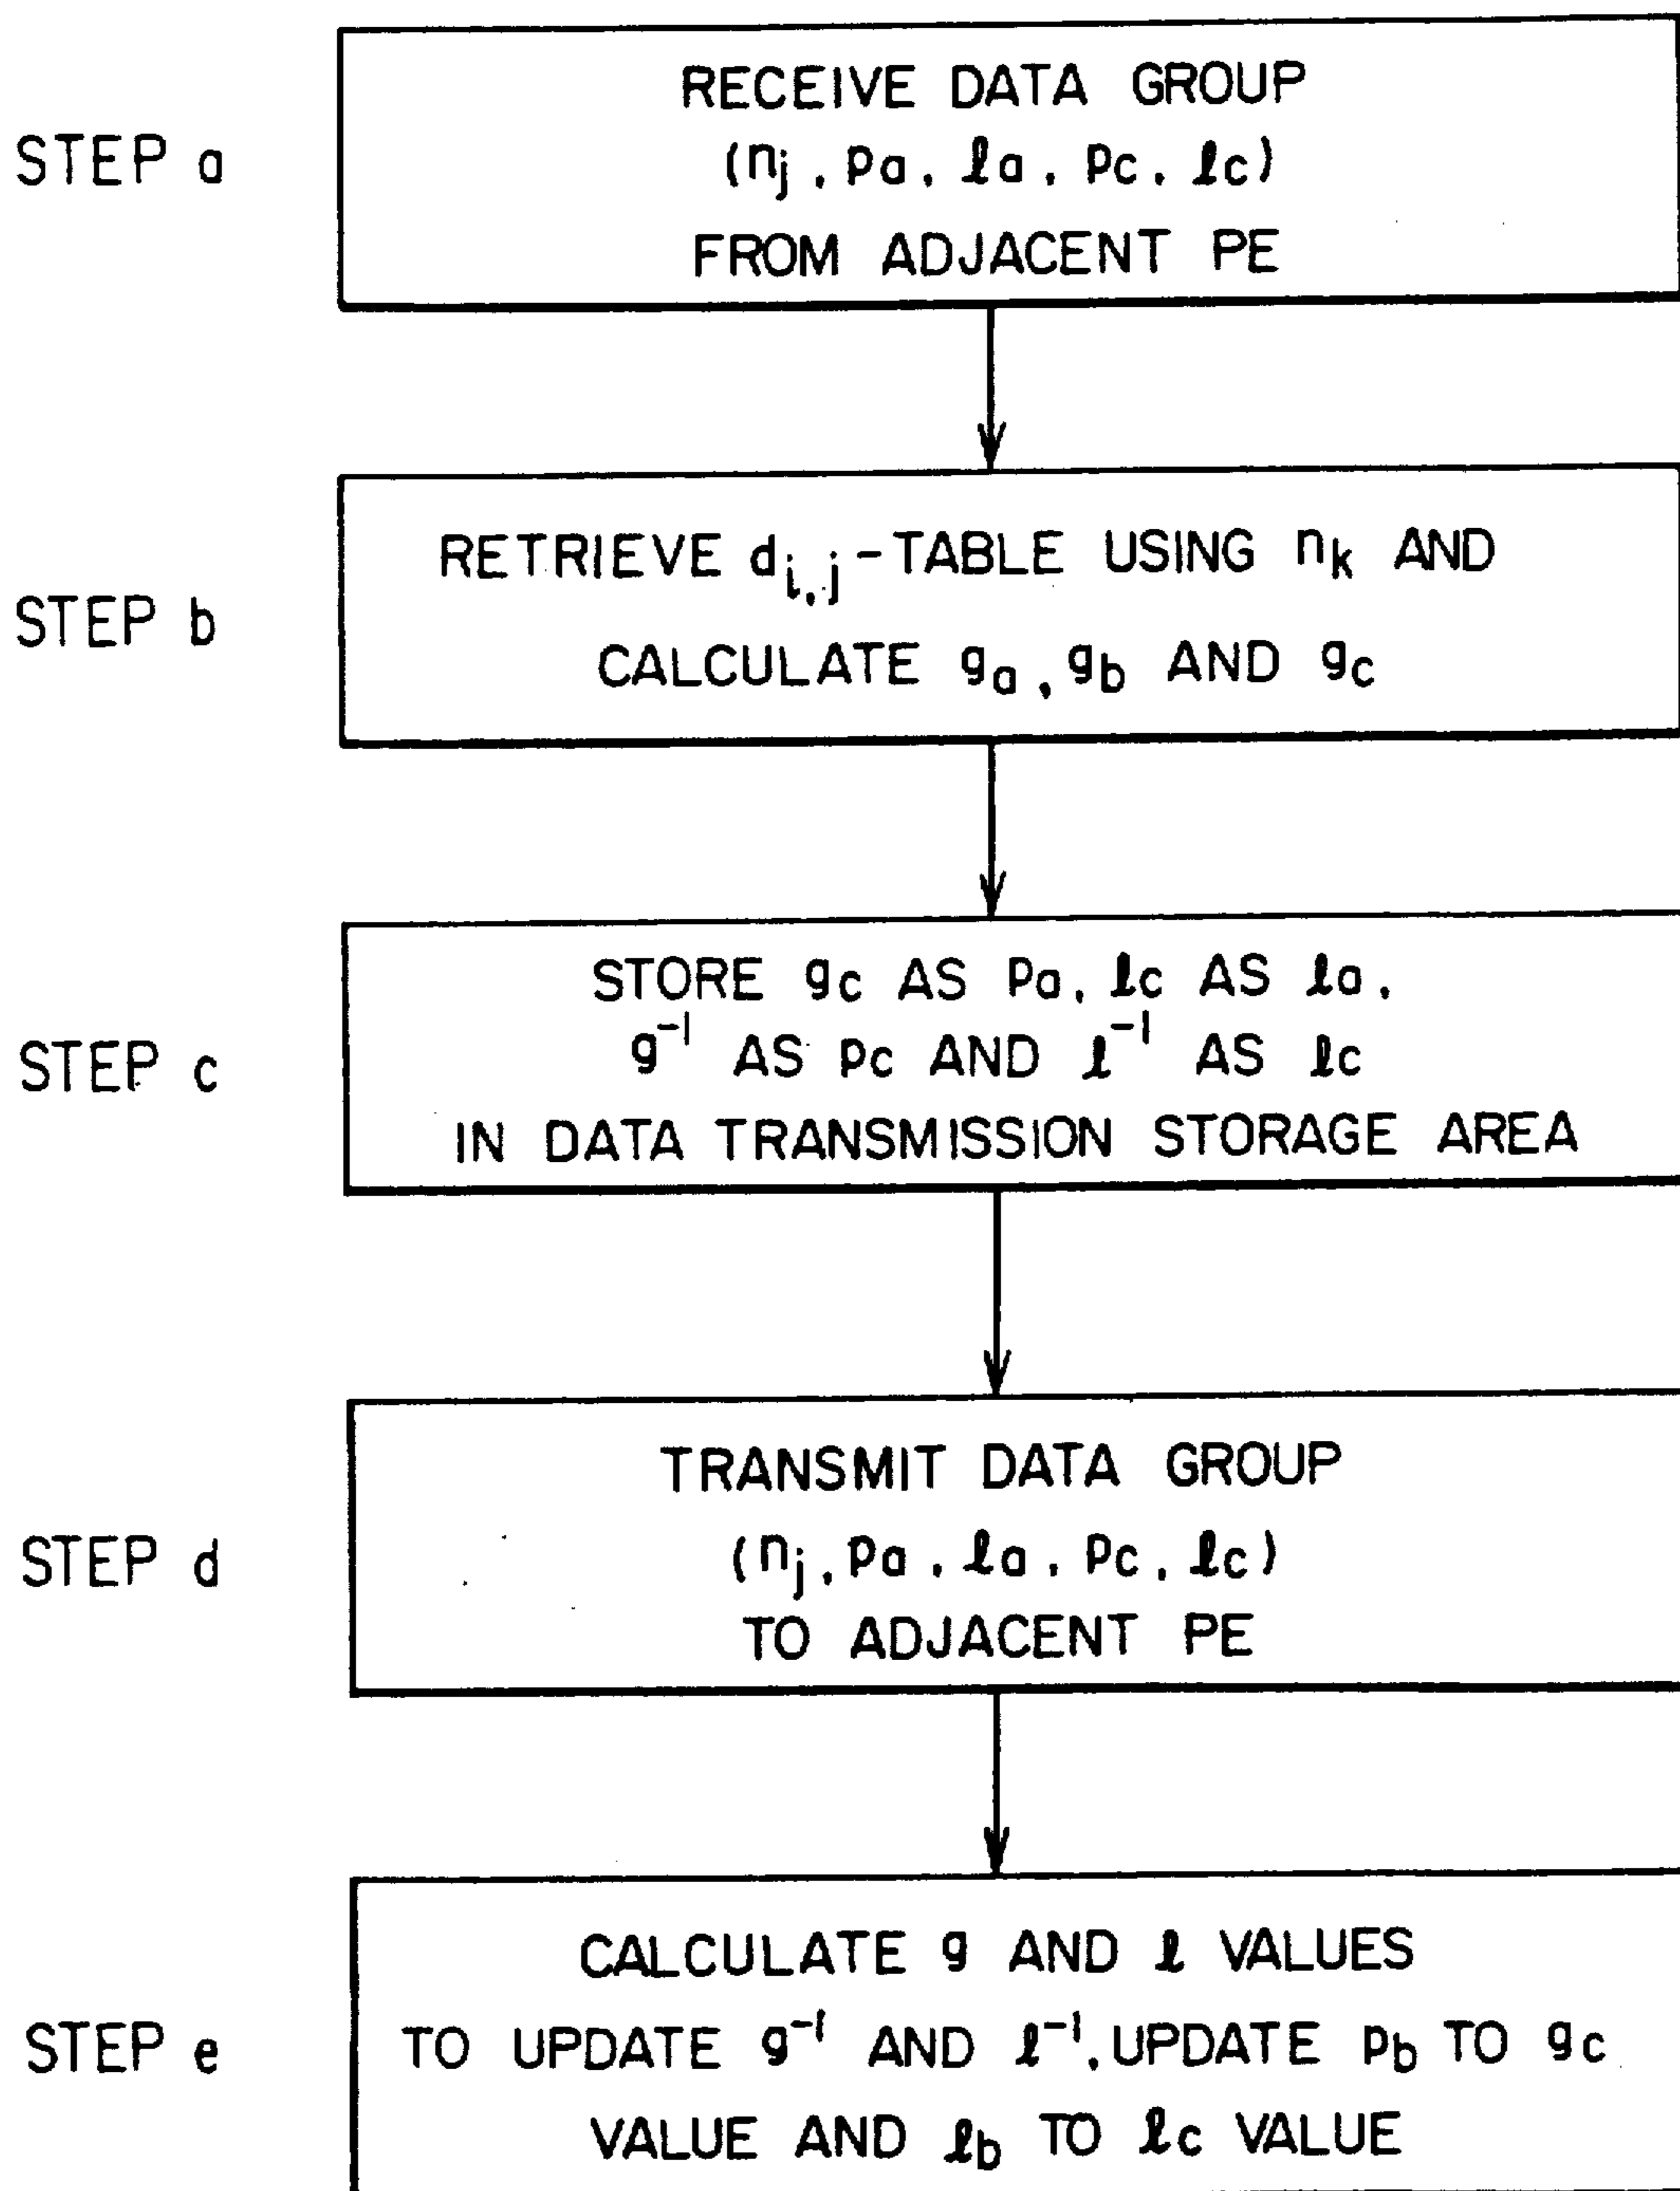 STEP a
RECEIVE DATA GROUP
(nj, pa, ℓa, pc, ℓc)
FROM ADJACENT PE
STEP b
RETRIEVE di,j-TABLE USING nk AND
CALCULATE ga, gb AND gc
STEP c
STORE gc AS pa, ℓc AS ℓa,
g⁻¹ AS pc AND ℓ⁻¹ AS ℓc
IN DATA TRANSMISSION STORAGE AREA
STEP d
TRANSMIT DATA GROUP
(nj, pa, ℓa, pc, ℓc)
TO ADJACENT PE
STEP e
CALCULATE g AND ℓ VALUES
TO UPDATE g⁻¹ AND ℓ⁻¹, UPDATE pb TO gc
VALUE AND ℓb TO ℓc VALUE